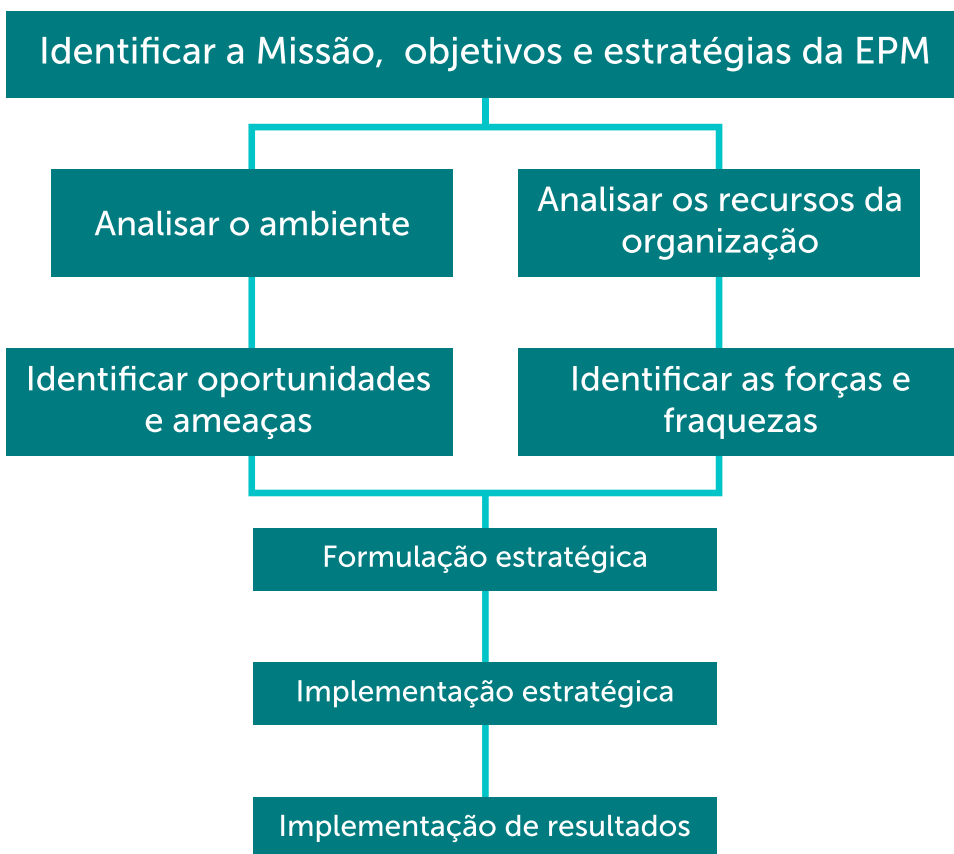 Identificar a Missão, objetivos e estratégias da EPM
Analisar o ambiente
Analisar os recursos da
organização
Identificar oportunidades
e ameaças
Identificar as forças e
fraquezas
Formulação estratégica
Implementação estratégica
Implementação de resultados